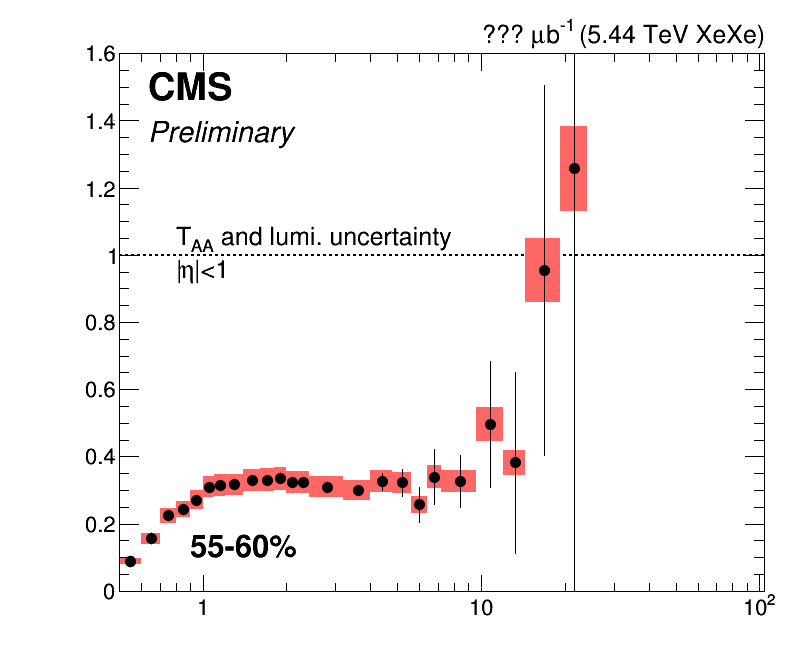 ??? μb⁻¹ (5.44 TeV XeXe)
1.6
CMS
1.4
Preliminary
1.2
T_AA and lumi. uncertainty
1
|η|<1
0.8
0.6
0.4
0.2
55-60%
0
1 10 10²